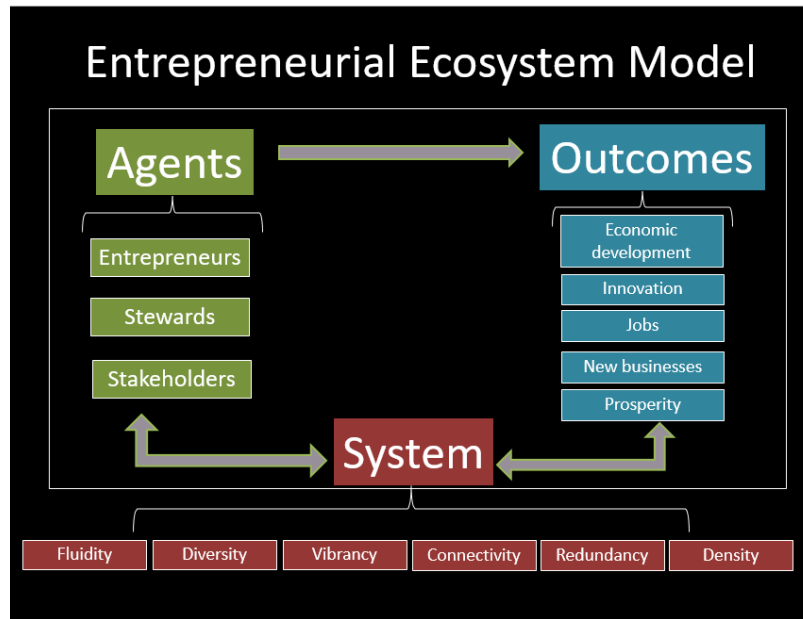 Entrepreneurial Ecosystem Model
Agents
Outcomes
Entrepreneurs
Stewards
Stakeholders
Economic
development
Innovation
Jobs
New businesses
Prosperity
System
Fluidity
Diversity
Vibrancy
Connectivity
Redundancy
Density